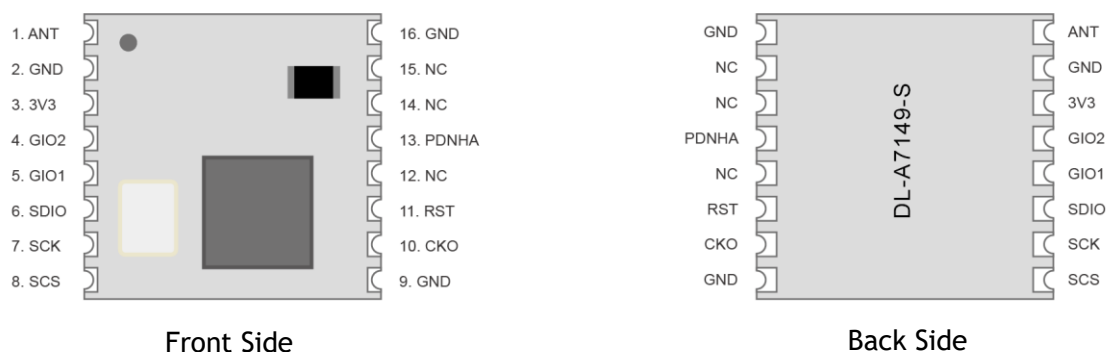 1. ANT
2. GND
3. 3V3
4. GIO2
5. GIO1
6. SDIO
7. SCK
8. SCS
16. GND
15. NC
14. NC
13. PDNHA
12. NC
11. RST
10. CKO
9. GND
Front Side
GND
NC
NC
PDNHA
NC
RST
CKO
GND
DL-A7149-S
ANT
GND
3V3
GIO2
GIO1
SDIO
SCK
SCS
Back Side